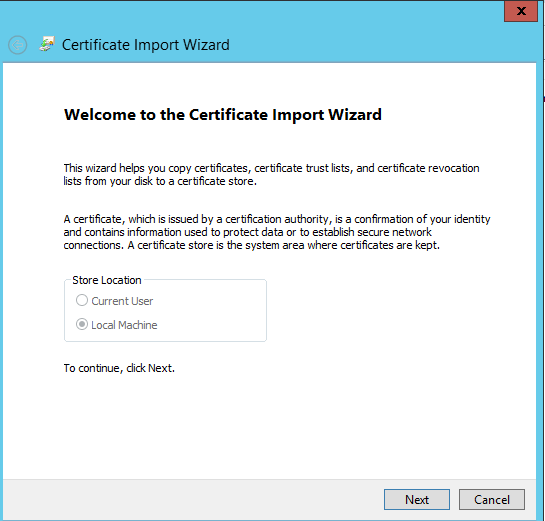 x
Certificate Import Wizard
Welcome to the Certificate Import Wizard
This wizard helps you copy certificates, certificate trust lists, and certificate revocation
lists from your disk to a certificate store.
A certificate, which is issued by a certification authority, is a confirmation of your identity
and contains information used to protect data or to establish secure network
connections. A certificate store is the system area where certificates are kept.
Store Location
Current User
Local Machine
To continue, click Next.
Next
Cancel